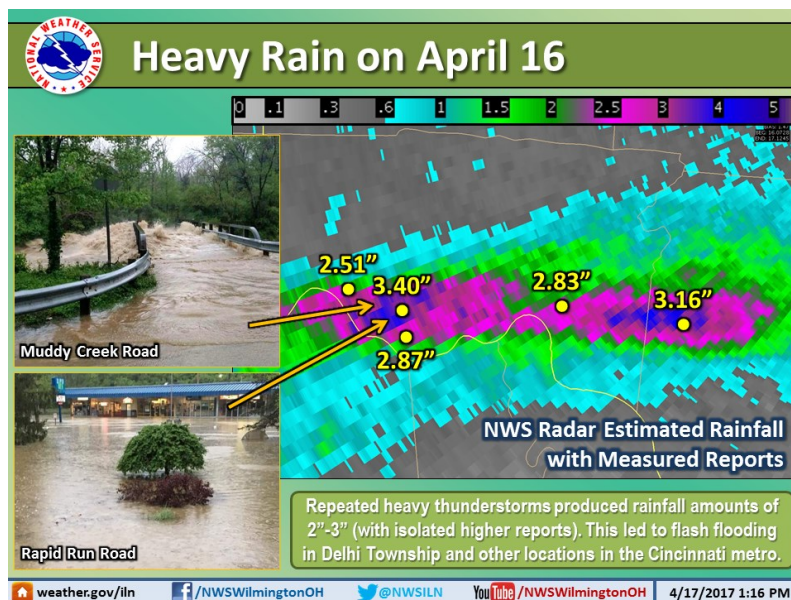 NATIONAL WEATHER SERVICE
Heavy Rain on April 16
0 .1 .3 .6 1 1.5 2 2.5 3 4 5
2.51”
3.40”
2.83”
3.16”
2.87”
Muddy Creek Road
NWS Radar Estimated Rainfall
with Measured Reports
Rapid Run Road
Repeated heavy thunderstorms produced rainfall amounts of
2”-3” (with isolated higher reports). This led to flash flooding
in Delhi Township and other locations in the Cincinnati metro.
weather.gov/iln /NWSWilmingtonOH @NWSILN YouTube /NWSWilmingtonOH 4/17/2017 1:16 PM